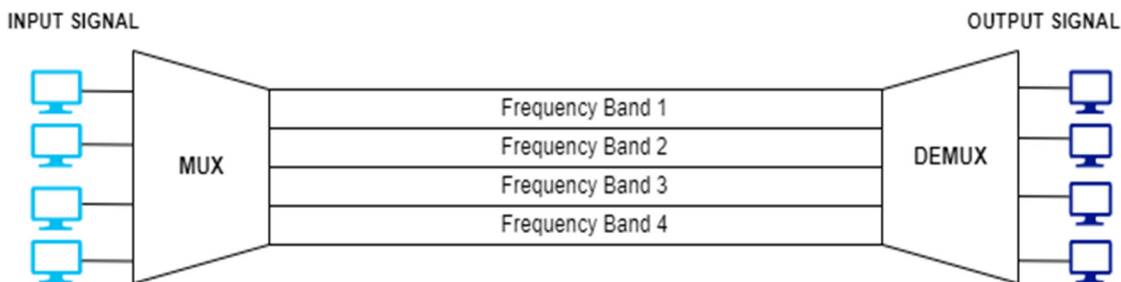 INPUT SIGNAL
OUTPUT SIGNAL
Frequency Band 1
Frequency Band 2
MUX
DEMUX
Frequency Band 3
Frequency Band 4